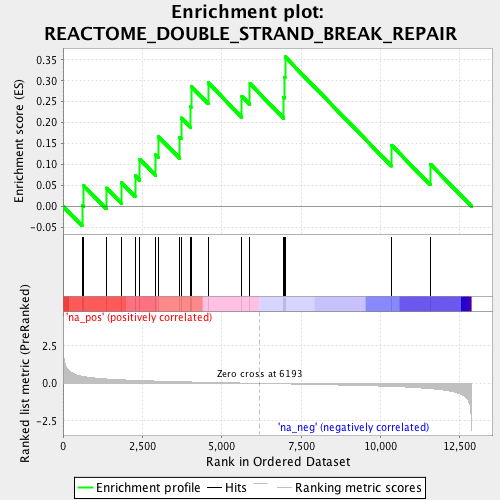 Enrichment plot:
REACTOME_DOUBLE_STRAND_BREAK_REPAIR
Enrichment score (ES)
0.35
0.30
0.25
0.20
0.15
0.10
0.05
0.00
-0.05
'na_pos' (positively correlated)
Ranked list metric (PreRanked)
2.5
0.0
-2.5
Zero cross at 6193
'na_neg' (negatively correlated)
0
2,500
5,000
7,500
10,000
12,500
Rank in Ordered Dataset
Enrichment profile
Hits
Ranking metric scores